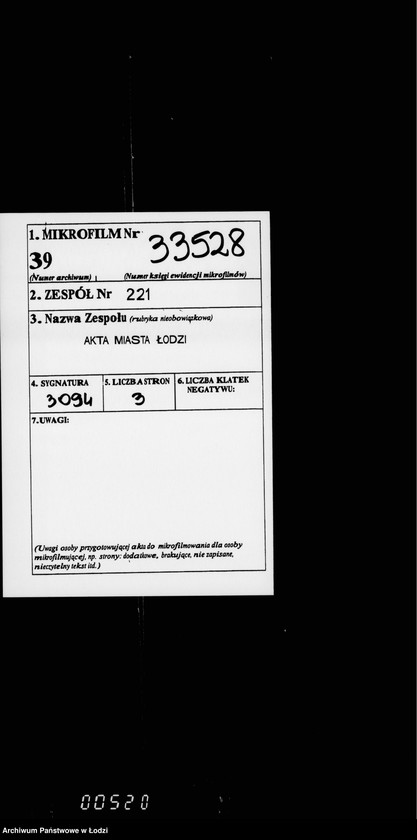 1. MIKROFILM Nr 33528
39
(Numer archiwum) (Numer księgi ewidencji mikrofilmów)
2. ZESPÓŁ Nr 221
3. Nazwa Zespołu (rubryka nieobowiązkowa)
AKTA MIASTA ŁODZI
4. SYGNATURA 5. LICZBA STRON 6. LICZBA KLATEK
NEGATYWU:
3094 3
7. UWAGI:
(Uwagi osoby przygotowującej akta do mikrofilmowania dla osoby
mikrofilmującej, np. strony: dodatkowe, brakujące, nie zapisane,
nieczytelny tekst itd.)
00520
Archiwum Państwowe w Łodzi